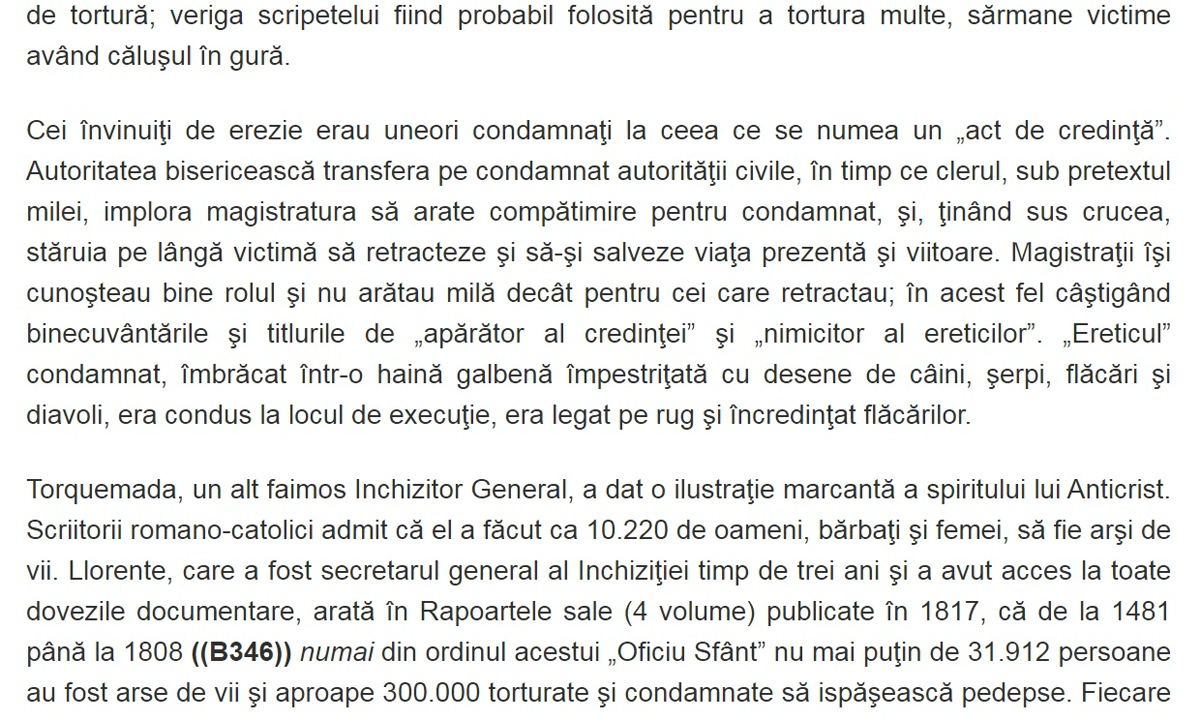 de tortură; veriga scripetelui fiind probabil folosită pentru a tortura multe, sărmane victime
având căluşul în gură.
Cei învinuiţi de erezie erau uneori condamnaţi la ceea ce se numea un „act de credinţă”.
Autoritatea bisericească transfera pe condamnat autorităţii civile, în timp ce clerul, sub pretextul
milei, implora magistratura să arate compătimire pentru condamnat, şi, ţinând sus crucea,
stăruia pe lângă victimă să retracteze şi să-şi salveze viaţa prezentă şi viitoare. Magistraţii îşi
cunoşteau bine rolul şi nu arătau milă decât pentru cei care retractau; în acest fel câştigând
binecuvântările şi titlurile de „apărător al credinţei” şi „nimicitor al ereticilor”. „Ereticul”
condamnat, îmbrăcat într-o haină galbenă împestriţată cu desene de câini, şerpi, flăcări şi
diavoli, era condus la locul de execuţie, era legat pe rug şi încredinţat flăcărilor.
Torquemada, un alt faimos Inchizitor General, a dat o ilustraţie marcantă a spiritului lui Anticrist.
Scriitorii romano-catolici admit că el a făcut ca 10.220 de oameni, bărbaţi şi femei, să fie arşi de
vii. Llorente, care a fost secretarul general al Inchiziţiei timp de trei ani şi a avut acces la toate
dovezile documentare, arată în Rapoartele sale (4 volume) publicate în 1817, că de la 1481
până la 1808 ((B346)) numai din ordinul acestui „Oficiu Sfânt” nu mai puţin de 31.912 persoane
au fost arse de vii şi aproape 300.000 torturate şi condamnate să ispăşească pedepse. Fiecare